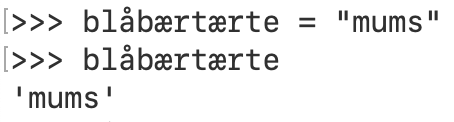 [>>> blåbærtærte = "mums"
[>>> blåbærtærte
'mums'